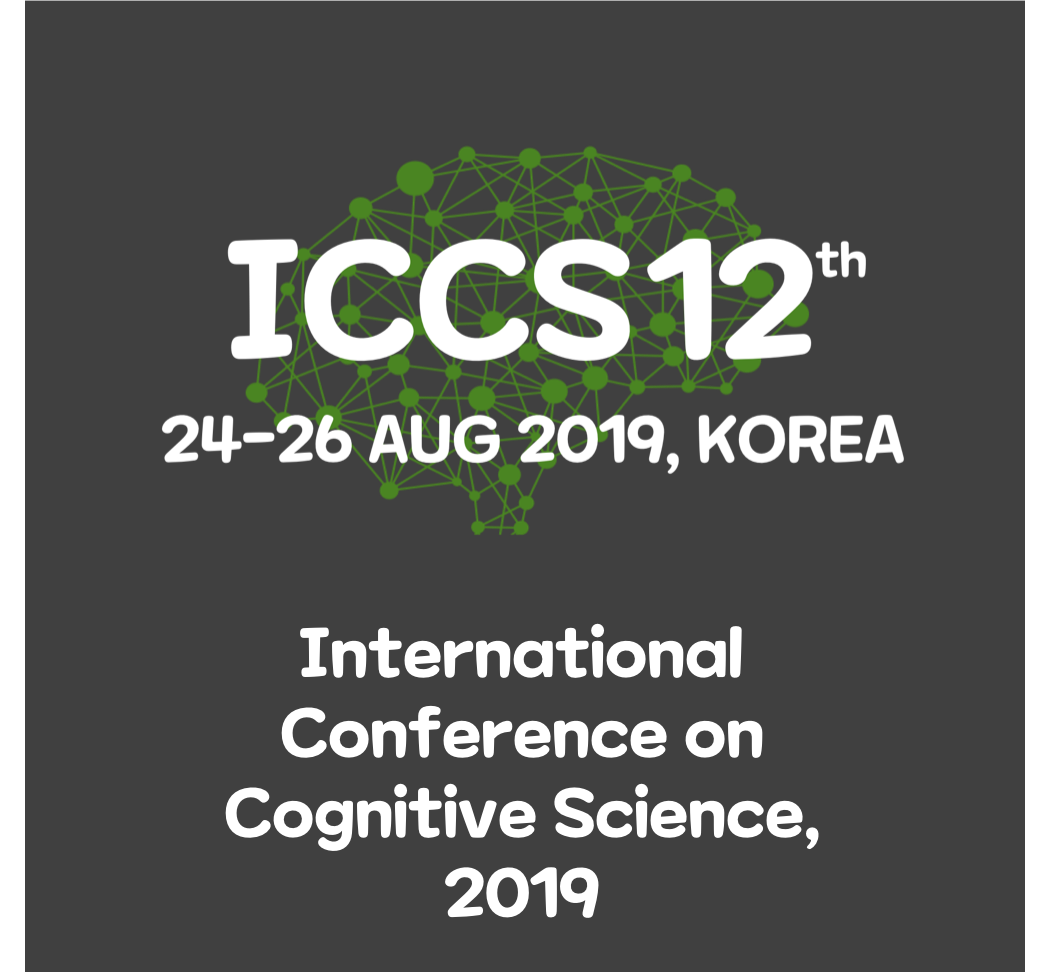 ICCS12th
24-26 AUG 2019, KOREA
International
Conference on
Cognitive Science,
2019